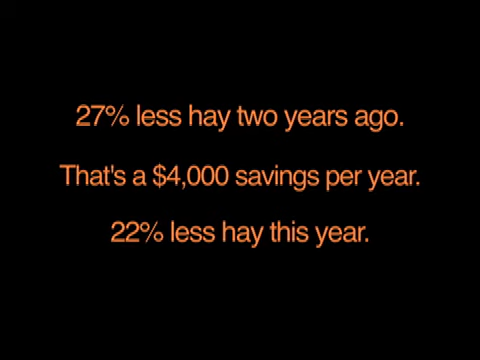 27% less hay two years ago.
That's a $4,000 savings per year.
22% less hay this year.